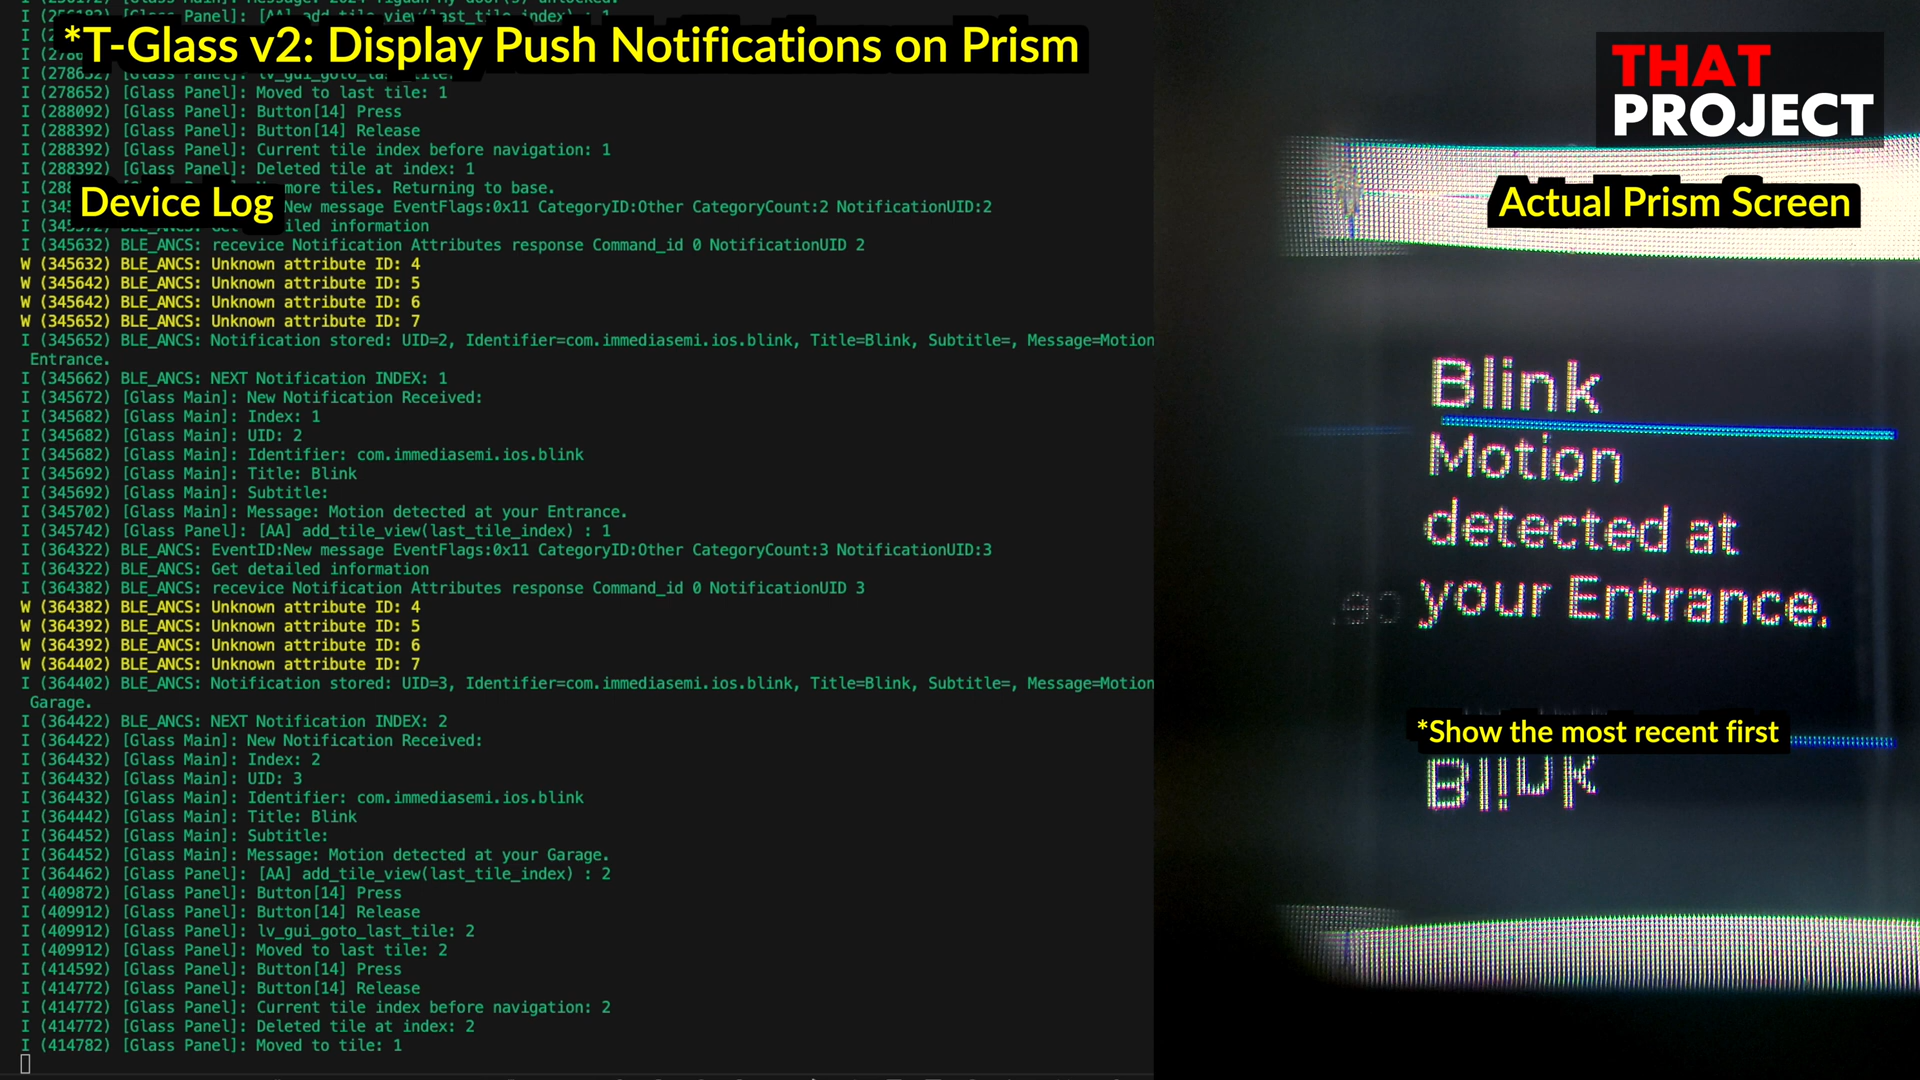 *T-Glass v2: Display Push Notifications on Prism
Device Log
I (278652) [Glass Panel]: Moved to last tile: 1
I (288092) [Glass Panel]: Button[14] Press
I (288392) [Glass Panel]: Button[14] Release
I (288392) [Glass Panel]: Current tile index before navigation: 1
I (288392) [Glass Panel]: Deleted tile at index: 1
more tiles. Returning to base.
New message EventFlags:0x11 CategoryID:Other CategoryCount:2 NotificationUID:2
information
I (345632) BLE_ANCS: recevice Notification Attributes response Command_id 0 NotificationUID 2
W (345632) BLE_ANCS: Unknown attribute ID: 4
W (345642) BLE_ANCS: Unknown attribute ID: 5
W (345642) BLE_ANCS: Unknown attribute ID: 6
W (345652) BLE_ANCS: Unknown attribute ID: 7
I (345652) BLE_ANCS: Notification stored: UID=2, Identifier=com.immediasemi.ios.blink, Title=Blink, Subtitle=, Message=Motion
Entrance.
I (345662) BLE_ANCS: NEXT Notification INDEX: 1
I (345672) [Glass Main]: New Notification Received:
I (345682) [Glass Main]: Index: 1
I (345682) [Glass Main]: UID: 2
I (345682) [Glass Main]: Identifier: com.immediasemi.ios.blink
I (345692) [Glass Main]: Title: Blink
I (345692) [Glass Main]: Subtitle:
I (345702) [Glass Main]: Message: Motion detected at your Entrance.
I (345742) [Glass Panel]: [AA] add_tile_view(last_tile_index) : 1
I (364322) BLE_ANCS: EventID:New message EventFlags:0x11 CategoryID:Other CategoryCount:3 NotificationUID:3
I (364322) BLE_ANCS: Get detailed information
I (364382) BLE_ANCS: recevice Notification Attributes response Command_id 0 NotificationUID 3
W (364382) BLE_ANCS: Unknown attribute ID: 4
W (364392) BLE_ANCS: Unknown attribute ID: 5
W (364392) BLE_ANCS: Unknown attribute ID: 6
W (364402) BLE_ANCS: Unknown attribute ID: 7
I (364402) BLE_ANCS: Notification stored: UID=3, Identifier=com.immediasemi.ios.blink, Title=Blink, Subtitle=, Message=Motion
Garage.
I (364422) BLE_ANCS: NEXT Notification INDEX: 2
I (364422) [Glass Main]: New Notification Received:
I (364432) [Glass Main]: Index: 2
I (364432) [Glass Main]: UID: 3
I (364432) [Glass Main]: Identifier: com.immediasemi.ios.blink
I (364442) [Glass Main]: Title: Blink
I (364452) [Glass Main]: Subtitle:
I (364452) [Glass Main]: Message: Motion detected at your Garage.
I (364462) [Glass Panel]: [AA] add_tile_view(last_tile_index) : 2
I (409872) [Glass Panel]: Button[14] Press
I (409912) [Glass Panel]: Button[14] Release
I (409912) [Glass Panel]: lv_gui_goto_last_tile: 2
I (409912) [Glass Panel]: Moved to last tile: 2
I (414592) [Glass Panel]: Button[14] Press
I (414772) [Glass Panel]: Button[14] Release
I (414772) [Glass Panel]: Current tile index before navigation: 2
I (414772) [Glass Panel]: Deleted tile at index: 2
I (414782) [Glass Panel]: Moved to tile: 1
THAT
PROJECT
Actual Prism Screen
Blink
Motion
detected at
your Entrance.
*Show the most recent first
Blink